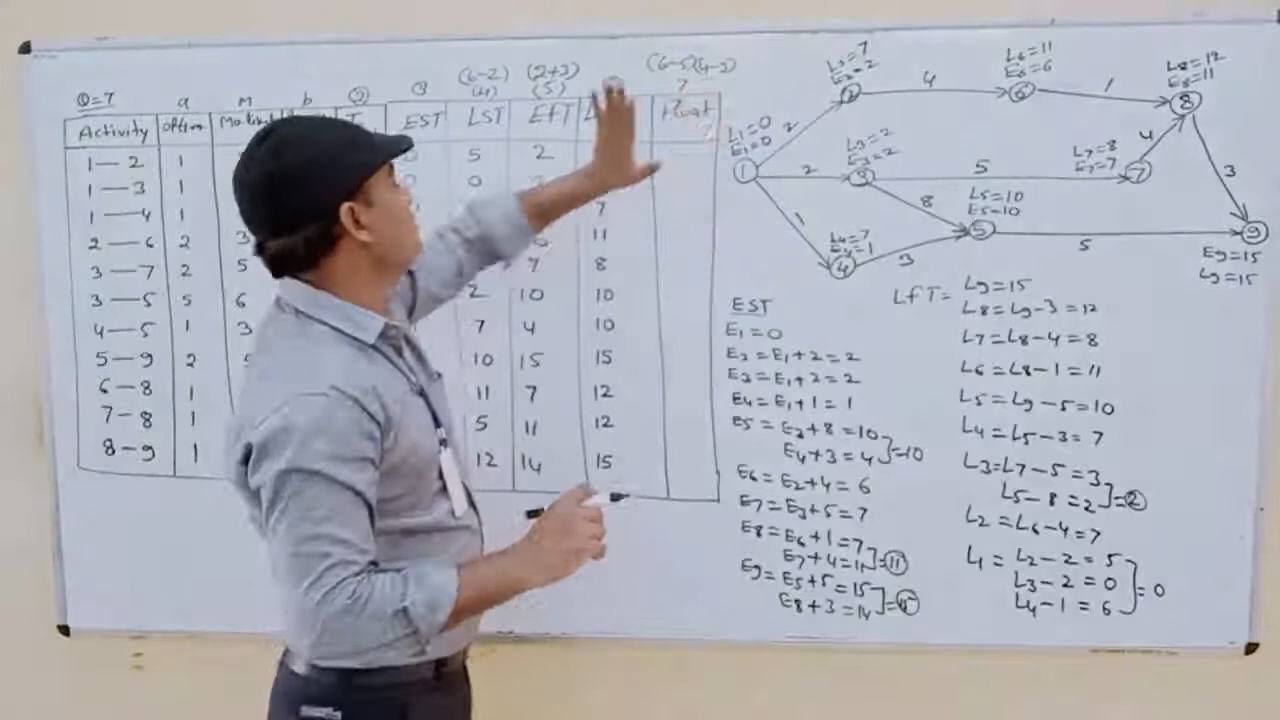 Q=7 a m b ③ (6-2) (2+3) (6-5)(4-3)
(4) (5) 7
Activity EST LST EFT Float
1—2 1 0 5 2
1—3 1 0 0
1—4 1 7
2—6 2 3 11
3—7 2 5 7 8
3—5 5 6 2 10 10
4—5 1 3 7 4 10
5—9 2 10 15 15
6—8 1 11 7 12
7-8 1 5 11 12
8-9 1 12 14 15
L2=7
E2=2
L6=11
E6=6
L8=12
E8=11
L1=0
E1=0
L3=2
E3=2
L7=8
E7=7
L5=10
E5=10
L4=7
E4=1
E9=15
L9=15
1 2 3 4 5 6 7 8 9
2 4 1
2 5 4 3
1 8 3 5
EST
E1=0
E2=E1+2=2
E3=E1+2=2
E4=E1+1=1
E5=E3+8=10
E4+3=4 =10
E6=E2+4=6
E7=E3+5=7
E8=E6+1=7
E7+4=11 =11
E9=E5+5=15
E8+3=14
LFT= L9=15
L8=L9-3=12
L7=L8-4=8
L6=L8-1=11
L5=L9-5=10
L4=L5-3=7
L3=L7-5=3
L5-8=2 =2
L2=L6-4=7
L1=L2-2=5
L3-2=0 =0
L4-1=6